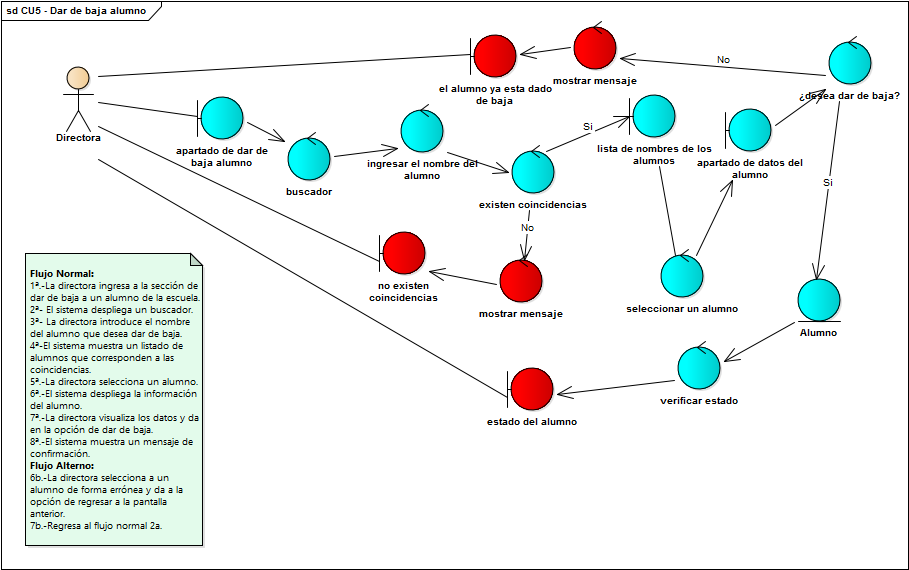 sd CU5 - Dar de baja alumno
el alumno ya esta dado
de baja
mostrar mensaje
No
¿desea dar de baja?
Directora
apartado de dar de
baja alumno
buscador
ingresar el nombre del
alumno
existen coincidencias
Si
lista de nombres de los
alumnos
apartado de datos del
alumno
Si
No
no existen
coincidencias
mostrar mensaje
seleccionar un alumno
Alumno
verificar estado
estado del alumno
Flujo Normal:
1ª.-La directora ingresa a la sección de
dar de baja a un alumno de la escuela.
2ª- El sistema despliega un buscador.
3ª- La directora introduce el nombre
del alumno que desea dar de baja.
4ª-El sistema muestra un listado de
alumnos que corresponden a las
coincidencias.
5ª.-La directora selecciona un alumno.
6ª.-El sistema despliega la información
del alumno.
7ª.-La directora visualiza los datos y da
en la opción de dar de baja.
8ª.-El sistema muestra un mensaje de
confirmación.
Flujo Alterno:
6b.-La directora selecciona a un
alumno de forma errónea y da a la
opción de regresar a la pantalla
anterior.
7b.-Regresa al flujo normal 2a.